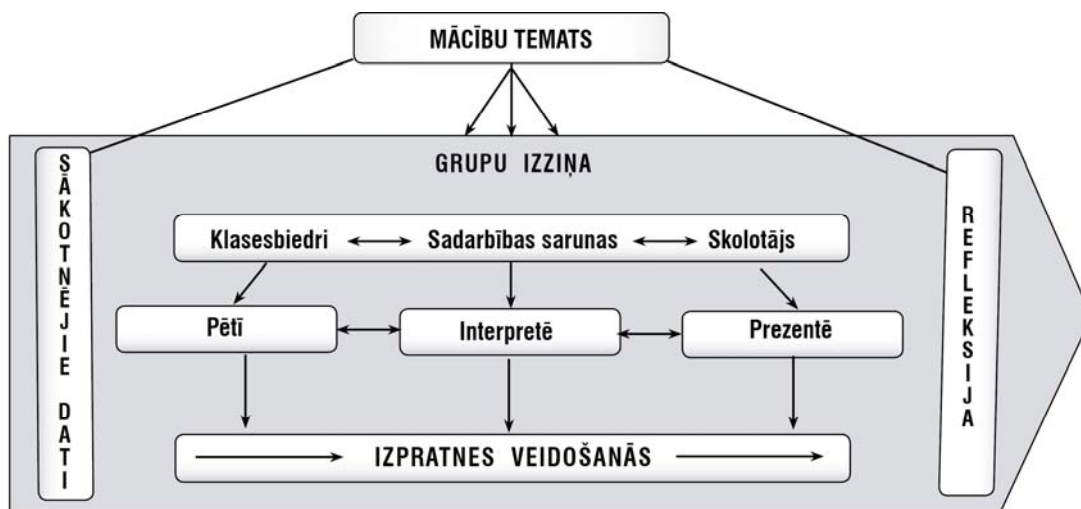 MĀCĪBU TEMATS
GRUPU IZZIŅA
SĀKOTNĒJIE DATI
Klasesbiedri
Sadarbības sarunas
Skolotājs
Pētī
Interpretē
Prezentē
IZPRATNES VEIDOŠANĀS
REFLEKSIJA